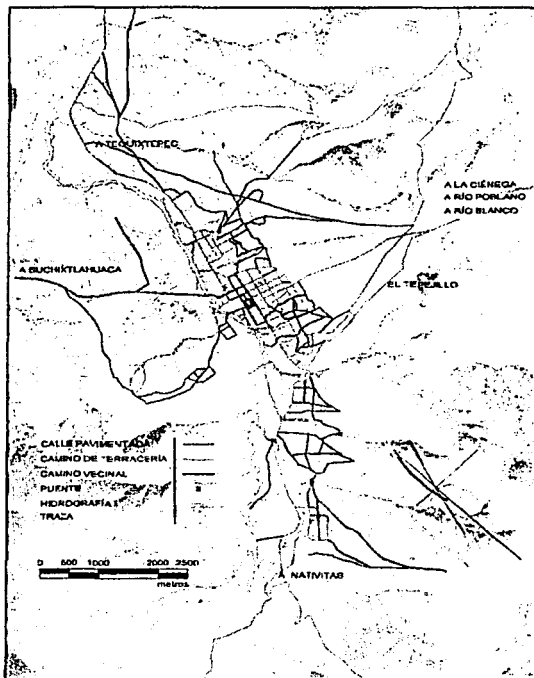 A TEQUIXTEPEC
A LA CIÉNEGA
A RÍO POBLANO
A RÍO BLANCO
A SUCHIXTLAHUACA
EL TEPEJILLO
CALLE PAVIMENTADA
CAMINO DE TERRACERÍA
CAMINO VECINAL
PUENTE
HIDROGRAFÍA
TRAZA
0 500 1000 2000 2500
metros
A NATIVITAS